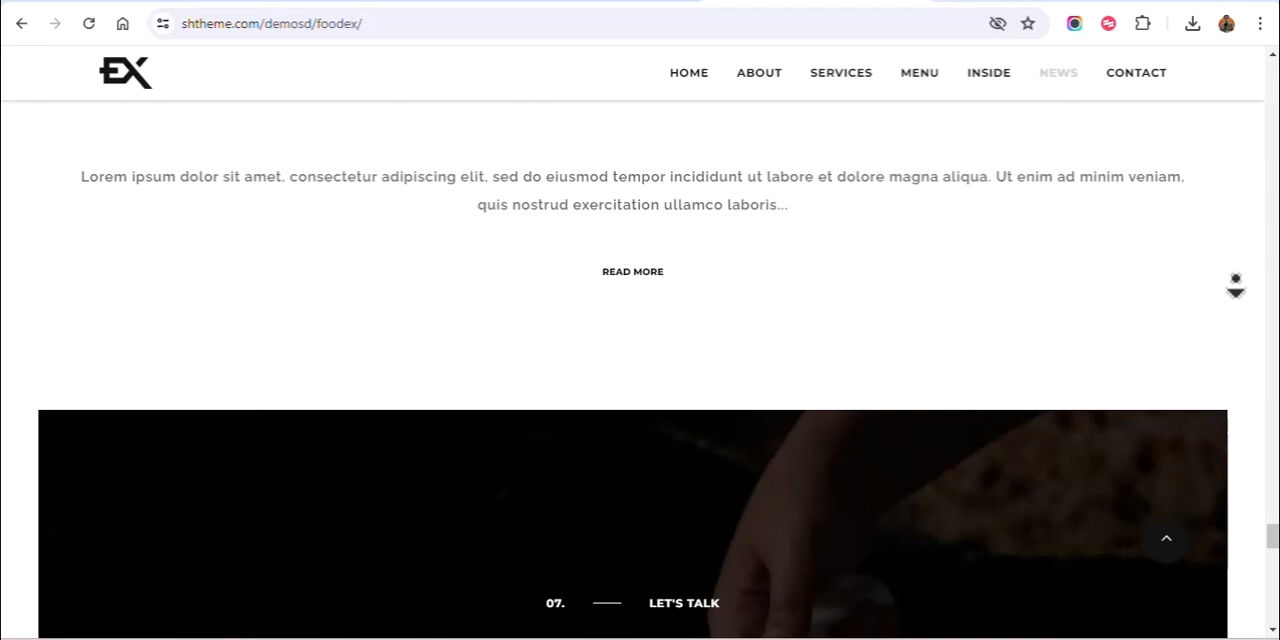 shtheme.com/demosd/foodex/
EX
HOME ABOUT SERVICES MENU INSIDE NEWS CONTACT
Lorem ipsum dolor sit amet, consectetur adipiscing elit, sed do eiusmod tempor incididunt ut labore et dolore magna aliqua. Ut enim ad minim veniam,
quis nostrud exercitation ullamco laboris...
READ MORE
07. LET'S TALK